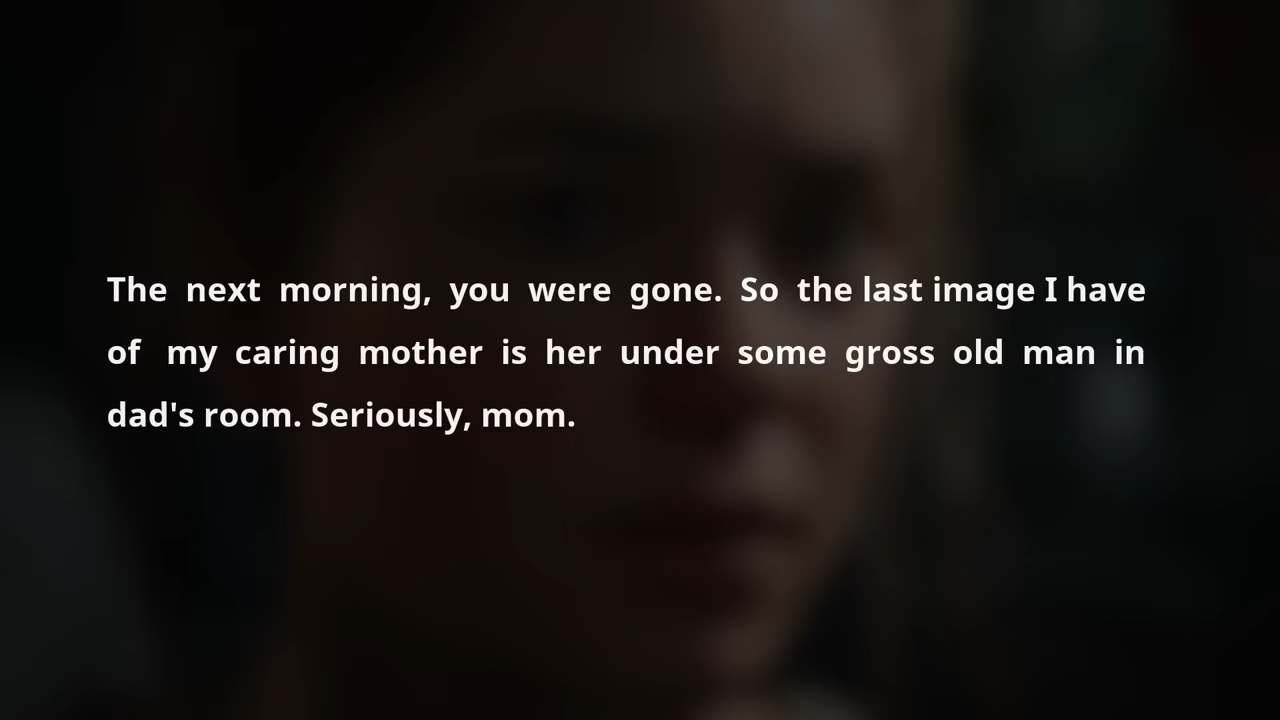 The next morning, you were gone. So the last image I have
of my caring mother is her under some gross old man in
dad's room. Seriously, mom.